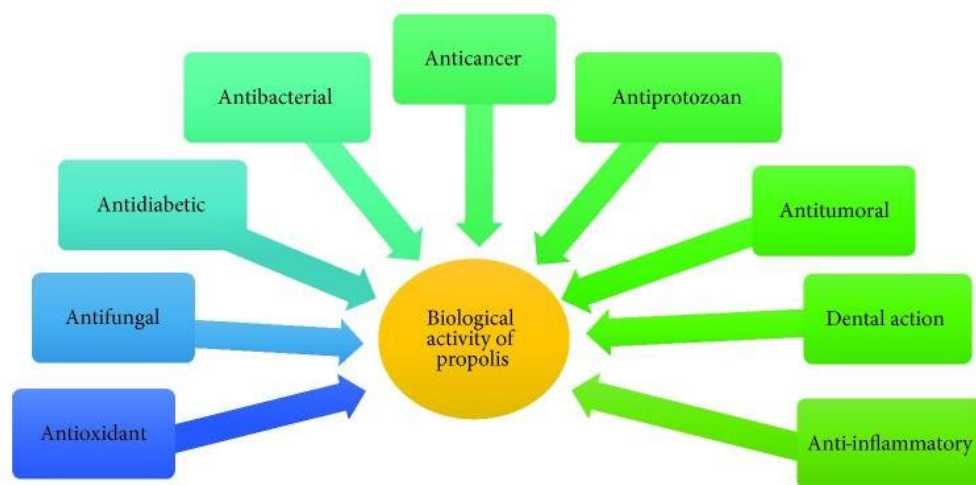 Anticancer
Antibacterial
Antiprotozoan
Antidiabetic
Antitumoral
Antifungal
Biological
activity of
propolis
Dental action
Antioxidant
Anti-inflammatory